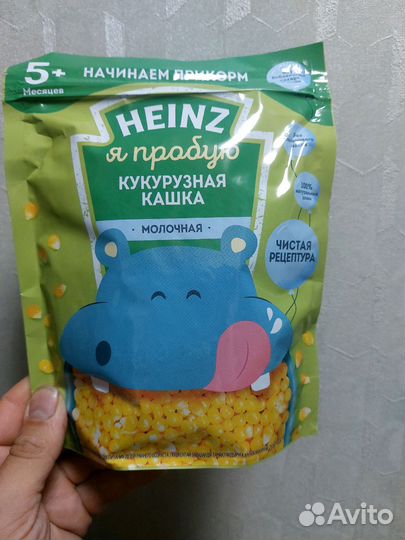 5+
Месяцев
НАЧИНАЕМ ПРИКОРМ
HEINZ
я пробую
КУКУРУЗНАЯ
КАШКА
МОЛОЧНАЯ
100%
ЧИСТАЯ
РЕЦЕПТУРА
Avito